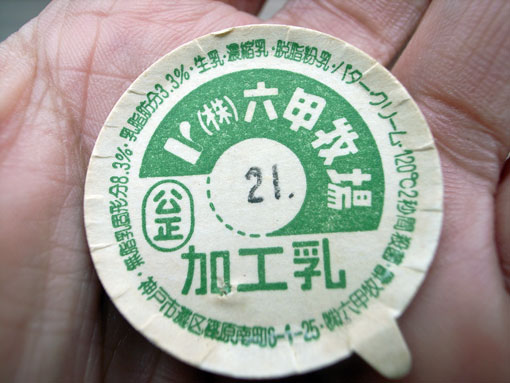 (株)六甲牧場
21.
公正
加工乳
無脂乳固形分8.3%・乳脂肪分3.3%・生乳・濃縮乳・脱脂粉乳・バタークリーム・120℃2秒間殺菌・
神戸市灘区篠原南町6-1-25・㈱六甲牧場